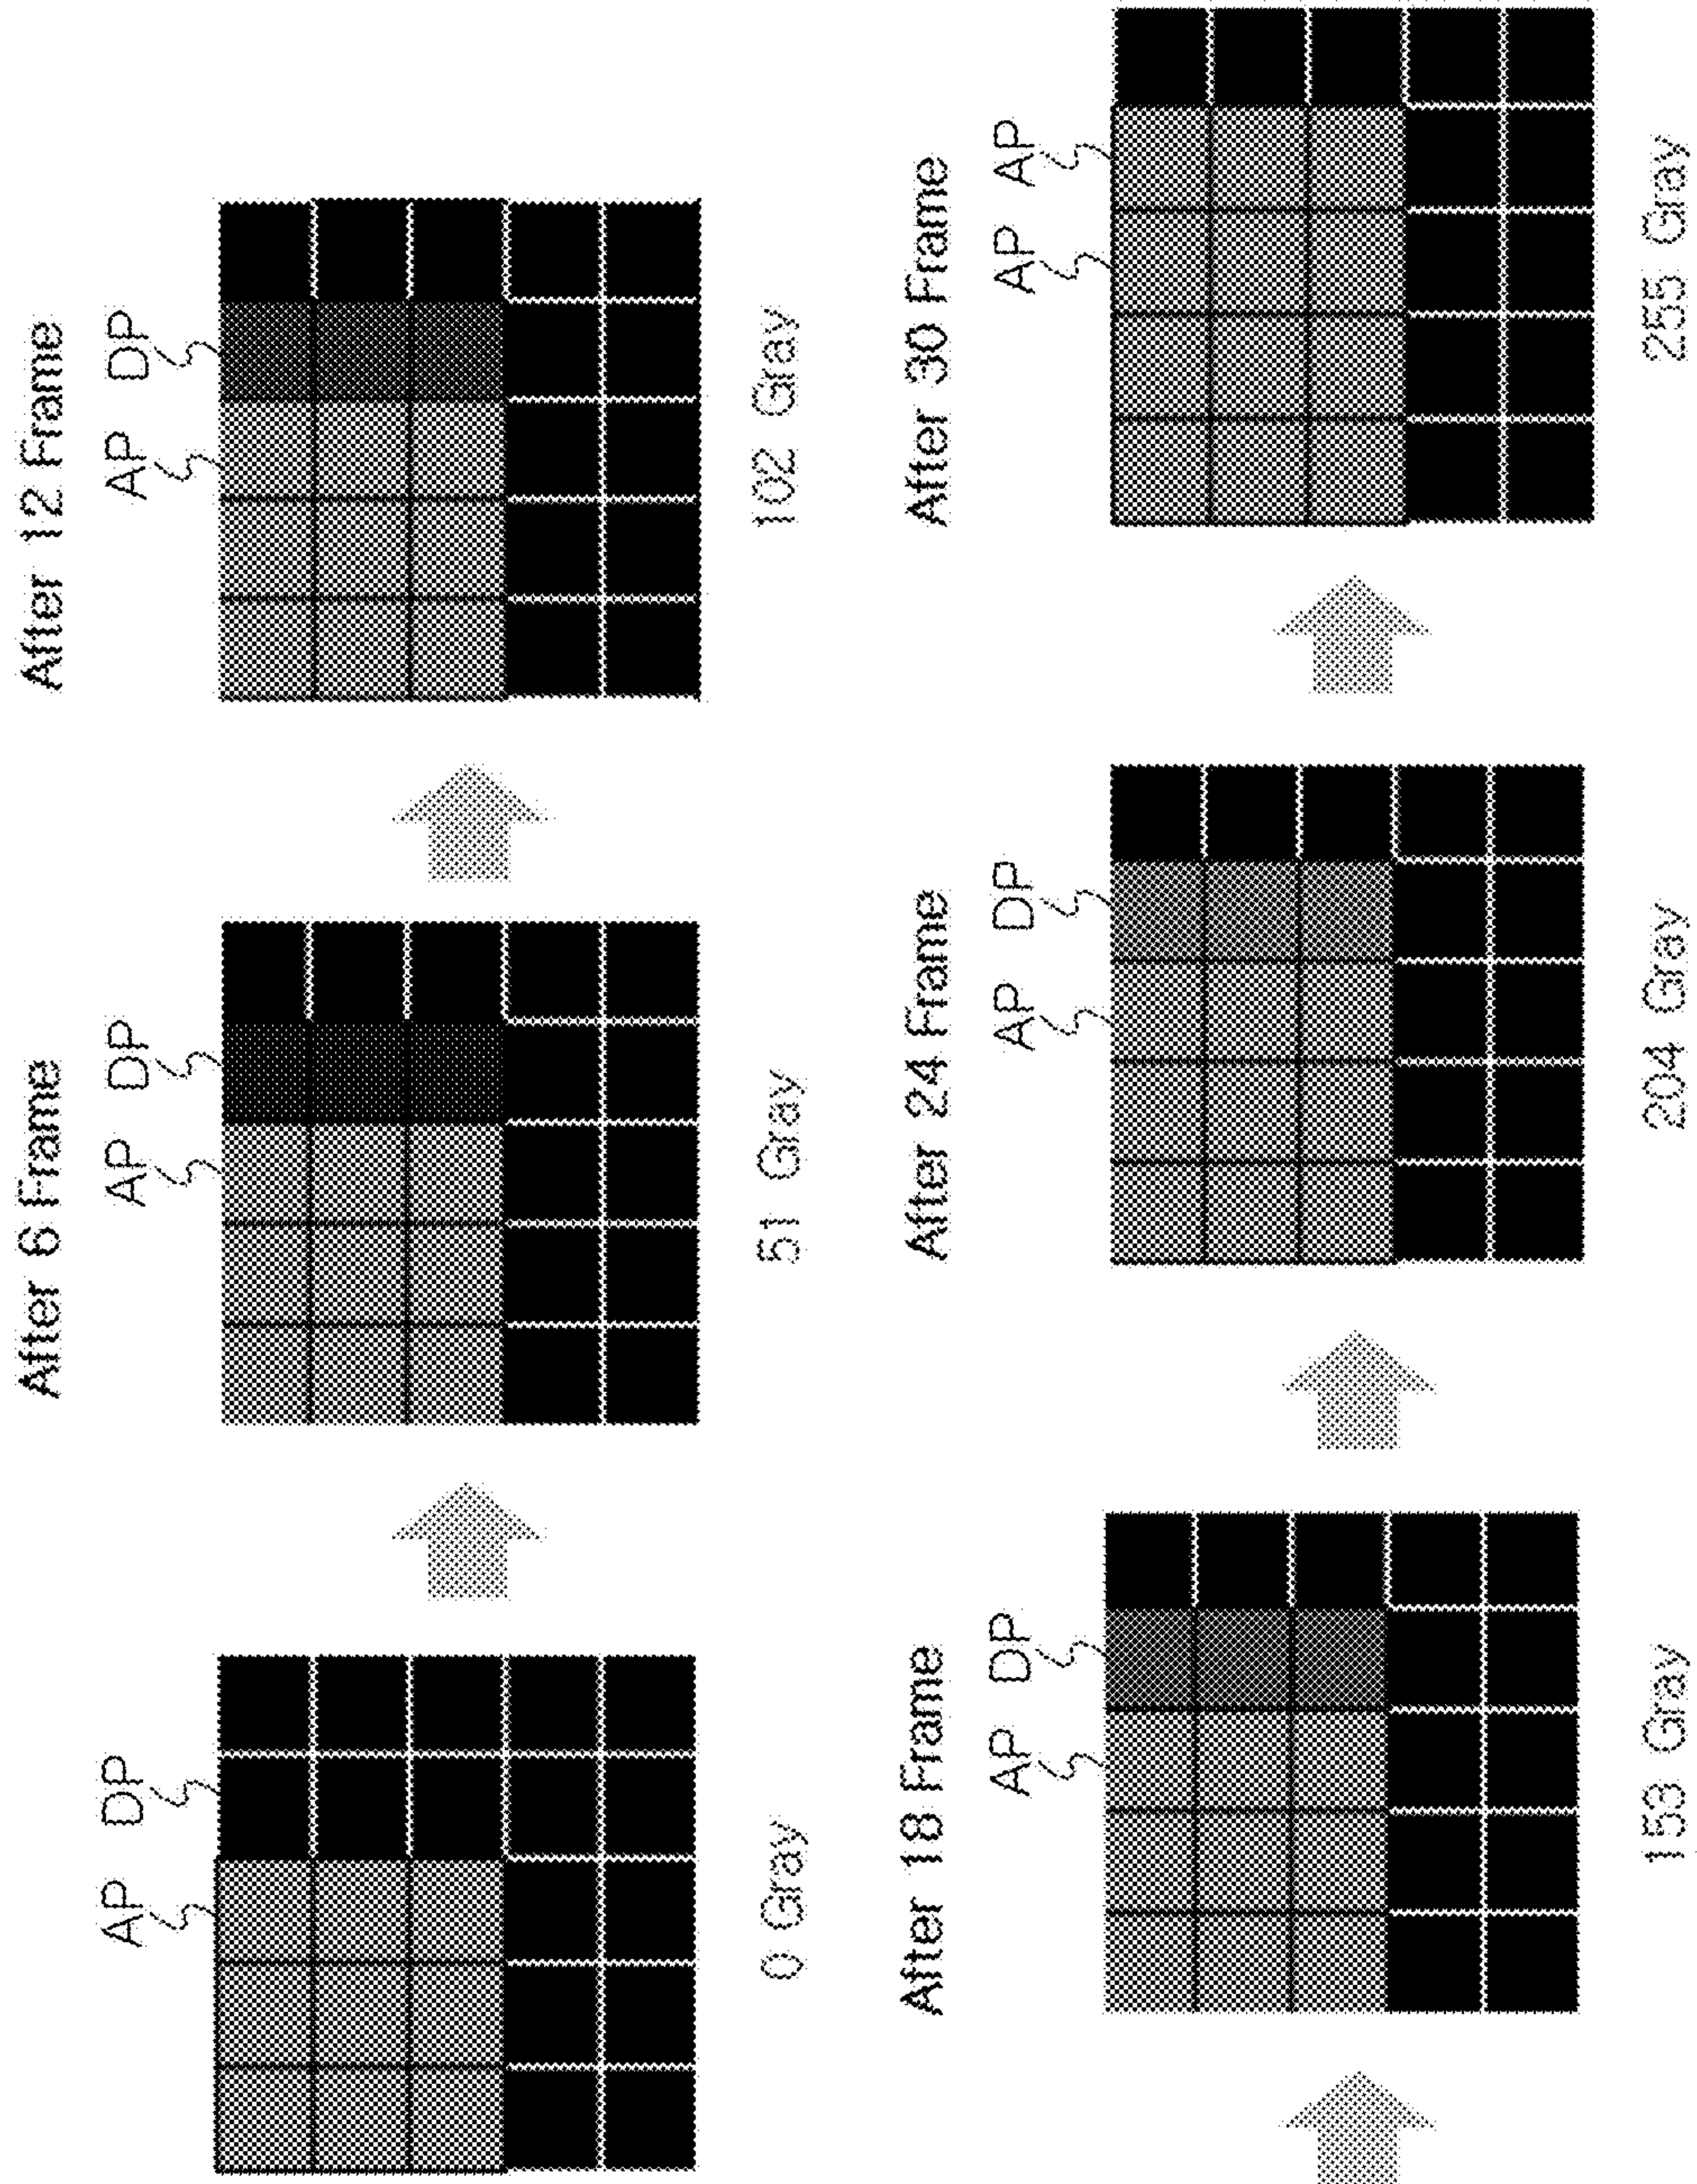 After 6 Frame After 12 Frame
AP DP AP DP AP DP
0 Gray 51 Gray 102 Gray
After 18 Frame After 24 Frame After 30 Frame
AP DP AP DP AP AP
153 Gray 204 Gray 255 Gray